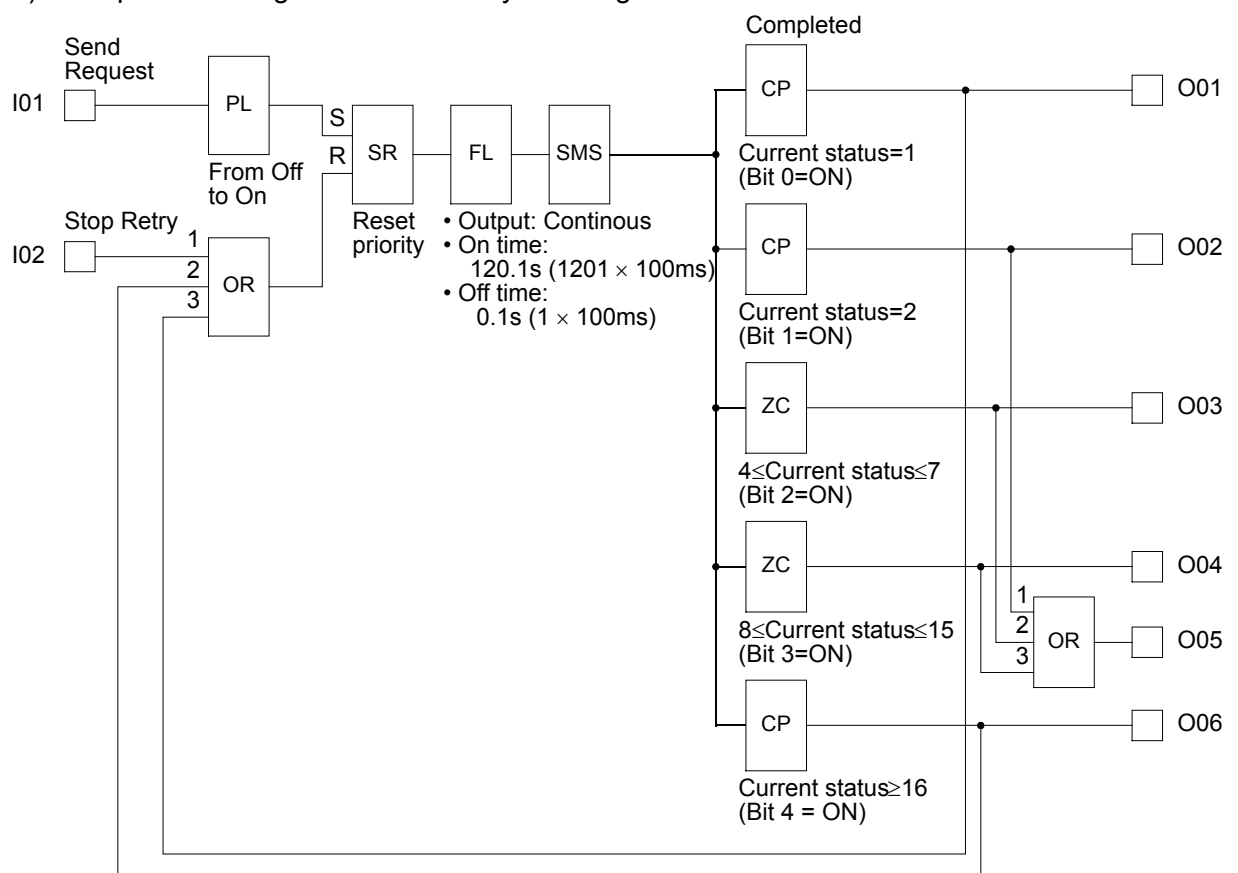 Completed
Send
Request
I01
PL
From Off
to On
S
R
SR
Reset
priority
FL
SMS
• Output: Continous
• On time:
120.1s (1201 × 100ms)
• Off time:
0.1s (1 × 100ms)
Stop Retry
I02
1
2
3
OR
CP
Current status=1
(Bit 0=ON)
O01
CP
Current status=2
(Bit 1=ON)
O02
ZC
4≤Current status≤7
(Bit 2=ON)
O03
ZC
8≤Current status≤15
(Bit 3=ON)
O04
1
2
3
OR
O05
CP
Current status≥16
(Bit 4 = ON)
O06